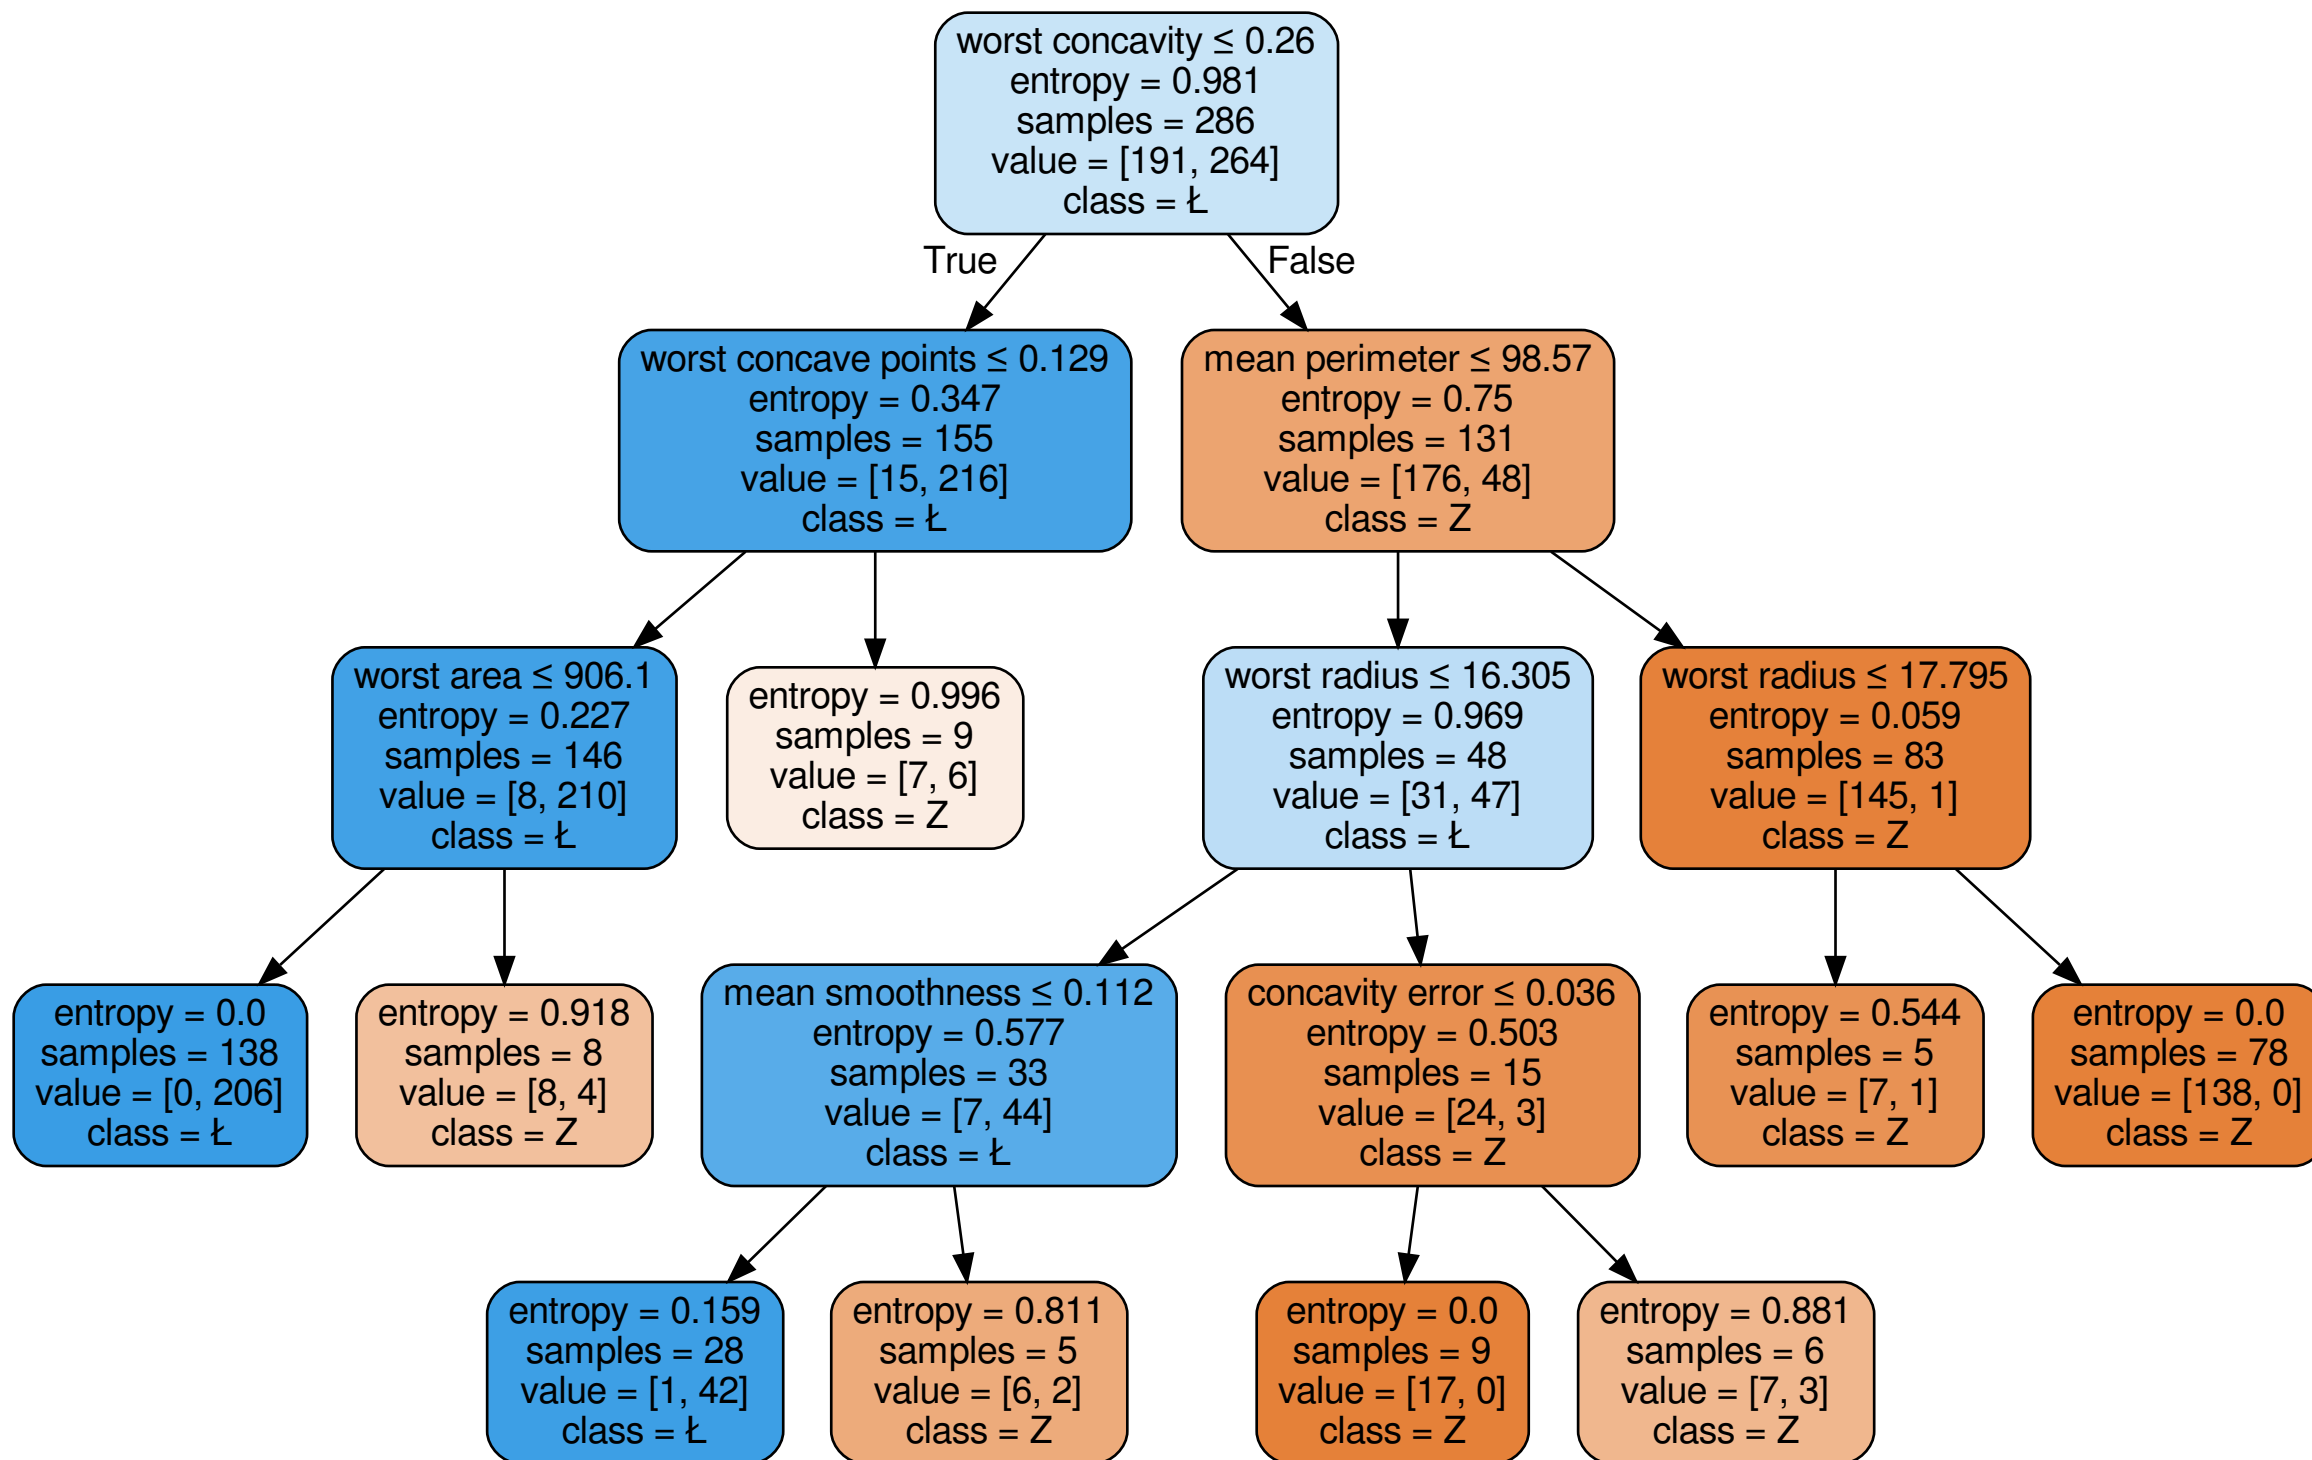 worst concavity ≤ 0.26
entropy = 0.981
samples = 286
value = [191, 264]
class = Ł
True
False
worst concave points ≤ 0.129
entropy = 0.347
samples = 155
value = [15, 216]
class = Ł
mean perimeter ≤ 98.57
entropy = 0.75
samples = 131
value = [176, 48]
class = Z
worst area ≤ 906.1
entropy = 0.227
samples = 146
value = [8, 210]
class = Ł
entropy = 0.996
samples = 9
value = [7, 6]
class = Z
worst radius ≤ 16.305
entropy = 0.969
samples = 48
value = [31, 47]
class = Ł
worst radius ≤ 17.795
entropy = 0.059
samples = 83
value = [145, 1]
class = Z
entropy = 0.0
samples = 138
value = [0, 206]
class = Ł
entropy = 0.918
samples = 8
value = [8, 4]
class = Z
mean smoothness ≤ 0.112
entropy = 0.577
samples = 33
value = [7, 44]
class = Ł
concavity error ≤ 0.036
entropy = 0.503
samples = 15
value = [24, 3]
class = Z
entropy = 0.544
samples = 5
value = [7, 1]
class = Z
entropy = 0.0
samples = 78
value = [138, 0]
class = Z
entropy = 0.159
samples = 28
value = [1, 42]
class = Ł
entropy = 0.811
samples = 5
value = [6, 2]
class = Z
entropy = 0.0
samples = 9
value = [17, 0]
class = Z
entropy = 0.881
samples = 6
value = [7, 3]
class = Z